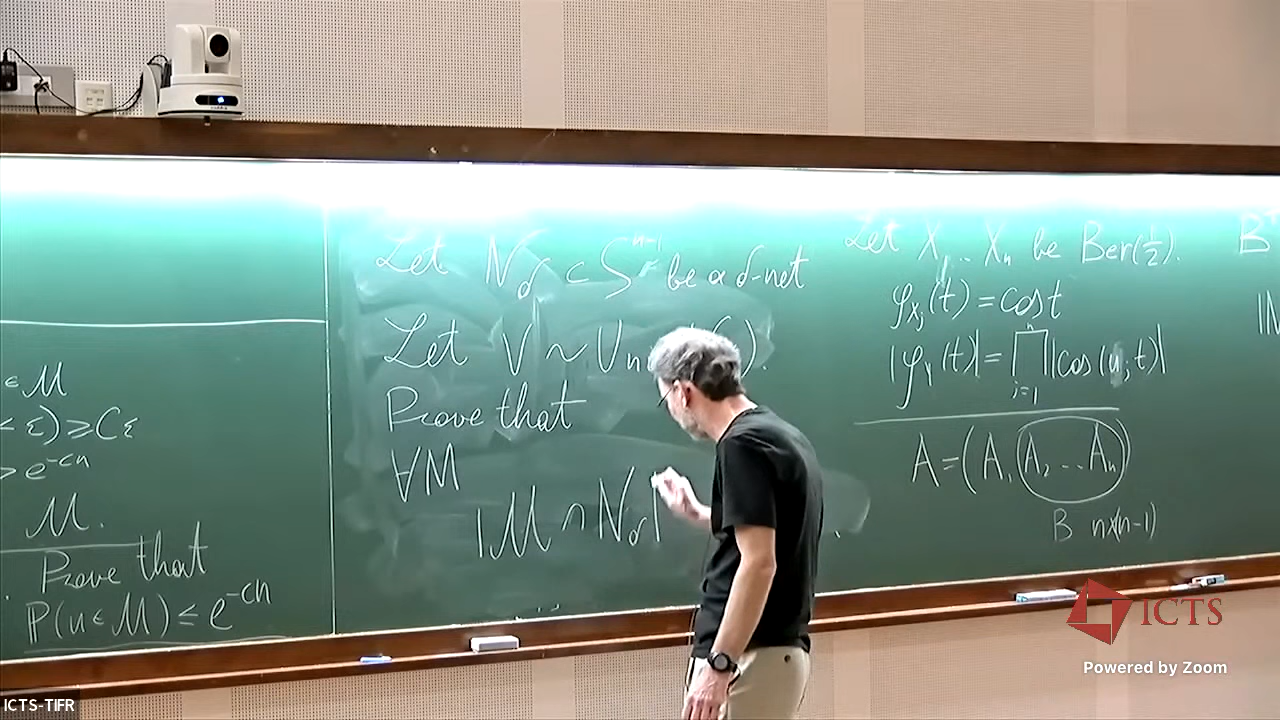 ∈ M
< ε) ⩾ Cε
> e^{-cn}
M.
Prove that
P(u ∈ M) ≤ e^{-cn}
Let N_δ ⊂ S^{n-1} be a δ-net
Let V ~ U
Prove that
∀M
|M ∩ N_δ|
Let X_1 .. X_n be Ber(1/2).
φ_{X_j}(t) = cos t
|φ_Y(t)| = ∏_{i=1}^{n} |cos(u_i t)|
A = (A_1 A_2 ... A_n)
B n×(n-1)
B
ICTS
Powered by Zoom
ICTS-TIFR